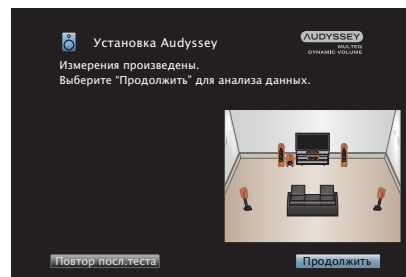 Установка Audyssey
AUDYSSEY
MULTEQ
DYNAMIC VOLUME
Измерения произведены.
Выберите “Продолжить” для анализа данных.
Повтор посл.теста
Продолжить